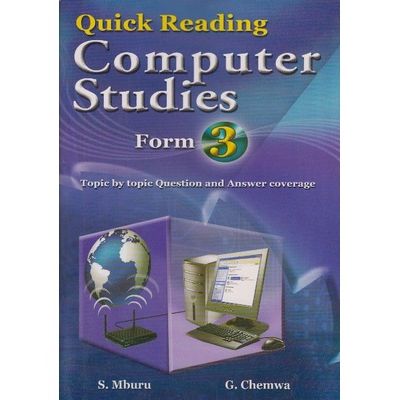 Quick Reading
Computer
Studies
Form 3
Topic by topic Question and Answer coverage
S. Mburu G. Chemwa